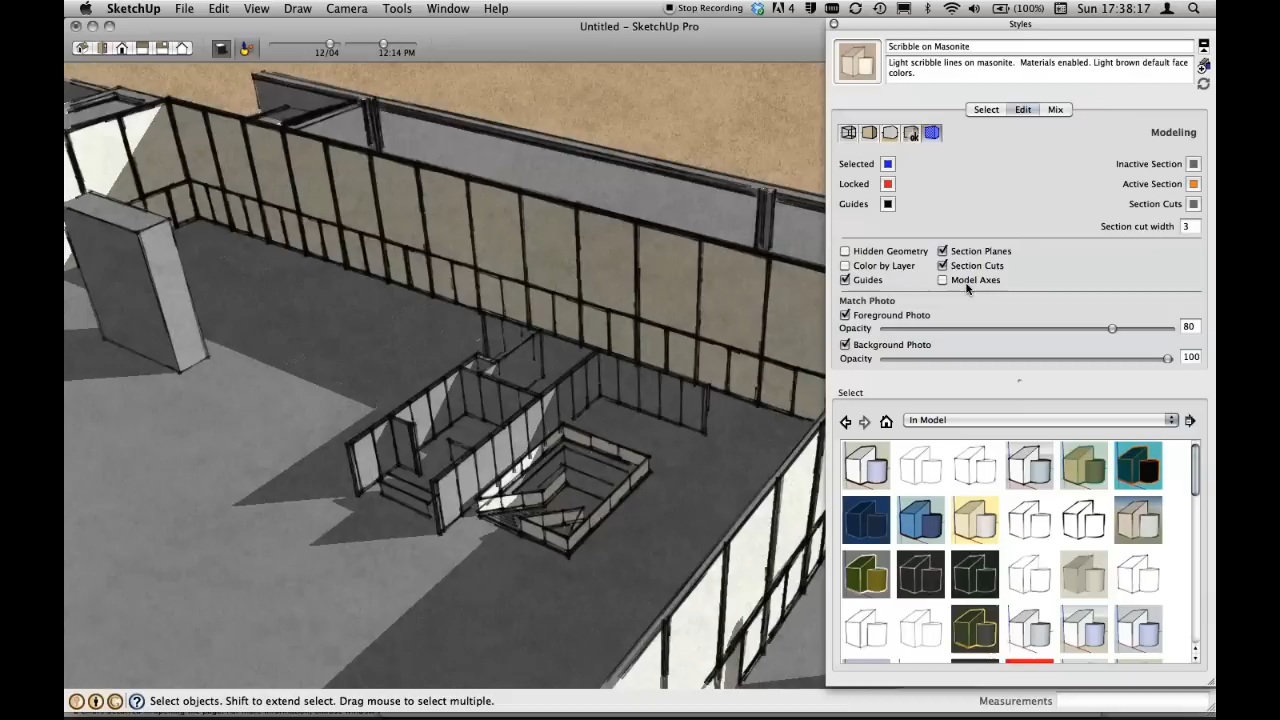 SketchUp File Edit View Draw Camera Tools Window Help Stop Recording 4 (100%) Sun 17:38:17
Untitled - SketchUp Pro
Styles
12/04 12:14 PM
Scribble on Masonite
Light scribble lines on masonite. Materials enabled. Light brown default face
colors.
Select Edit Mix
Modeling
Selected Inactive Section
Locked Active Section
Guides Section Cuts
Section cut width 3
Hidden Geometry Section Planes
Color by Layer Section Cuts
Guides Model Axes
Match Photo
Foreground Photo
Opacity 80
Background Photo
Opacity 100
Select
In Model
Select objects. Shift to extend select. Drag mouse to select multiple.
Measurements